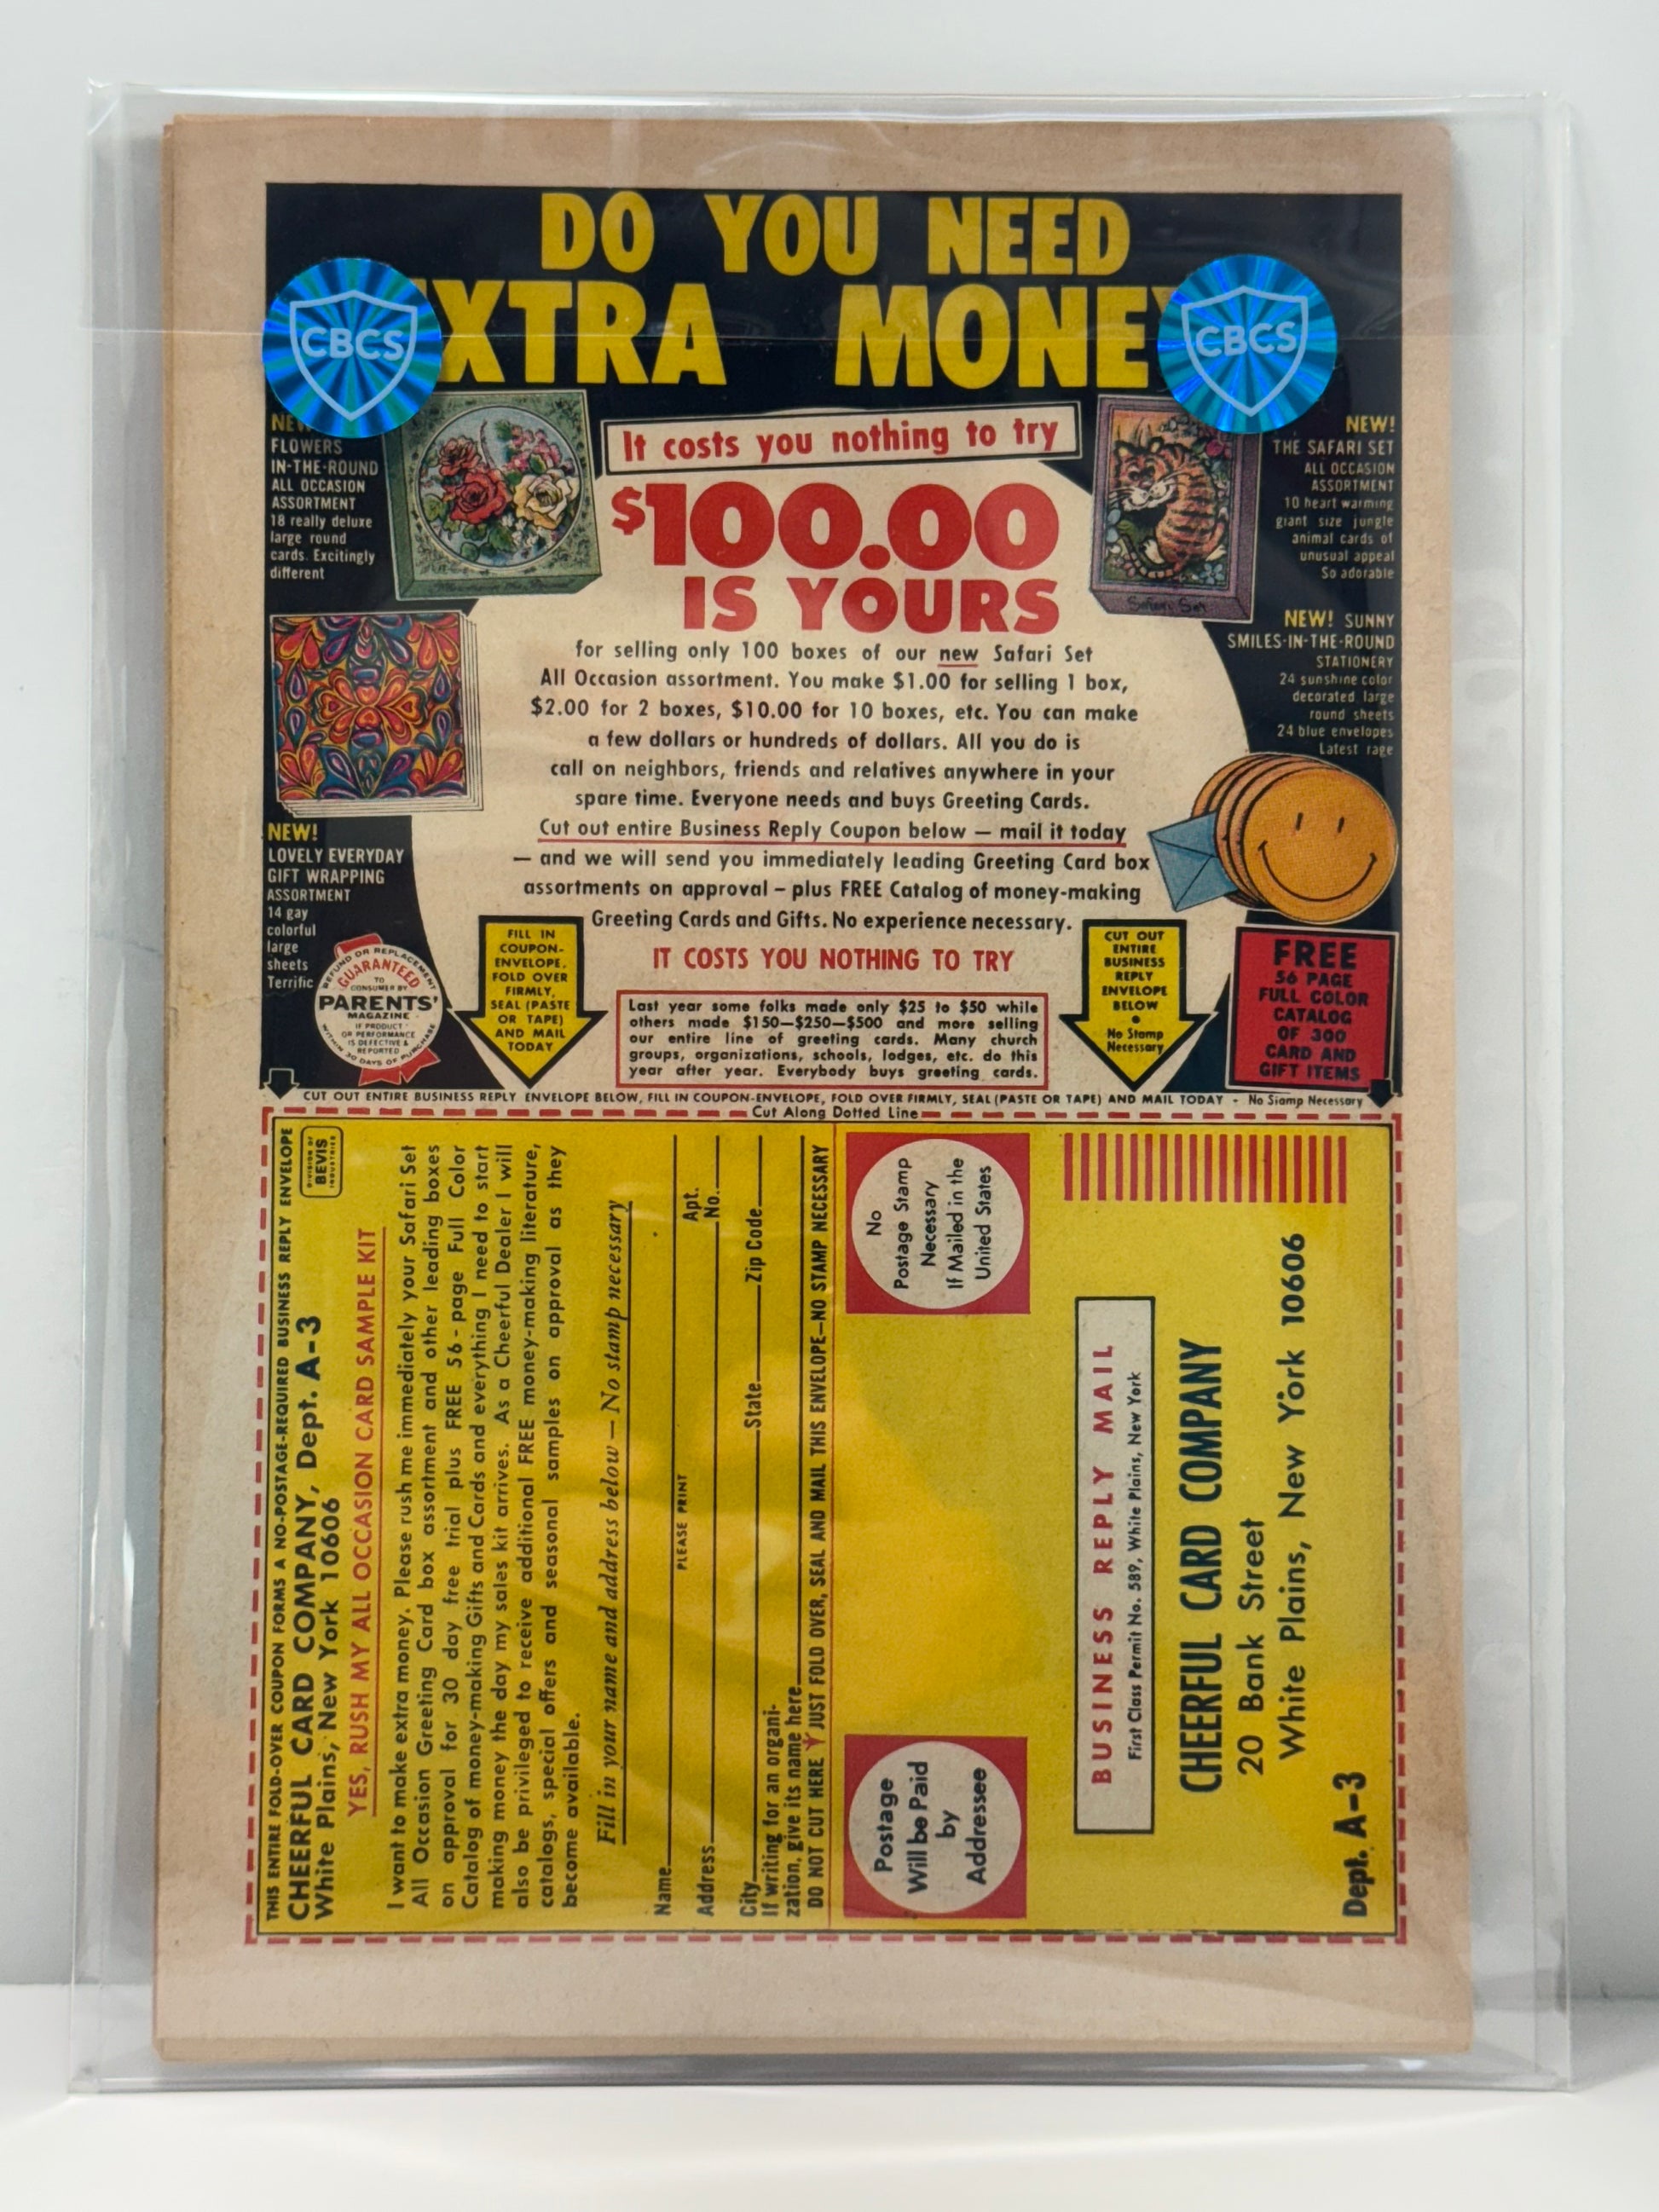 DO YOU NEED
EXTRA MONEY
CBCS
CBCS
NEW!
FLOWERS
IN-THE-ROUND
ALL OCCASION
ASSORTMENT
18 really deluxe
large round
cards. Excitingly
different
It costs you nothing to try
$100.00
IS YOURS
Safari Set
NEW!
THE SAFARI SET
ALL OCCASION
ASSORTMENT
10 heart warming
giant size jungle
animal cards of
unusual appeal
So adorable
NEW! SUNNY
SMILES-IN-THE-ROUND
STATIONERY
24 sunshine color
decorated large
round sheets
24 blue envelopes
Latest rage
for selling only 100 boxes of our new Safari Set
All Occasion assortment. You make $1.00 for selling 1 box,
$2.00 for 2 boxes, $10.00 for 10 boxes, etc. You can make
a few dollars or hundreds of dollars. All you do is
call on neighbors, friends and relatives anywhere in your
spare time. Everyone needs and buys Greeting Cards.
Cut out entire Business Reply Coupon below — mail it today
— and we will send you immediately leading Greeting Card box
assortments on approval – plus FREE Catalog of money-making
Greeting Cards and Gifts. No experience necessary.
IT COSTS YOU NOTHING TO TRY
NEW!
LOVELY EVERYDAY
GIFT WRAPPING
ASSORTMENT
14 gay
colorful
large
sheets
Terrific
REFUND OR REPLACEMENT
GUARANTEED
TO
CONSUMER BY
PARENTS'
MAGAZINE
IF PRODUCT
OR PERFORMANCE
IS DEFECTIVE &
REPORTED
WITHIN 30 DAYS OF PURCHASE
FILL IN
COUPON-
ENVELOPE,
FOLD OVER
FIRMLY,
SEAL (PASTE
OR TAPE)
AND MAIL
TODAY
Last year some folks made only $25 to $50 while
others made $150—$250—$500 and more selling
our entire line of greeting cards. Many church
groups, organizations, schools, lodges, etc. do this
year after year. Everybody buys greeting cards.
CUT OUT
ENTIRE
BUSINESS
REPLY
ENVELOPE
BELOW
•
No Stamp
Necessary
FREE
56 PAGE
FULL COLOR
CATALOG
OF 300
CARD AND
GIFT ITEMS
CUT OUT ENTIRE BUSINESS REPLY ENVELOPE BELOW, FILL IN COUPON-ENVELOPE, FOLD OVER FIRMLY, SEAL (PASTE OR TAPE) AND MAIL TODAY - No Stamp Necessary
Cut Along Dotted Line
THIS ENTIRE FOLD-OVER COUPON FORMS A NO-POSTAGE-REQUIRED BUSINESS REPLY ENVELOPE
CHEERFUL CARD COMPANY, Dept. A-3
White Plains, New York 10606
DIVISION OF
BEVIS
INDUSTRIES
YES, RUSH MY ALL OCCASION CARD SAMPLE KIT
I want to make extra money. Please rush me immediately your Safari Set
All Occasion Greeting Card box assortment and other leading boxes
on approval for 30 day free trial plus FREE 56-page Full Color
Catalog of money-making Gifts and Cards and everything I need to start
making money the day my sales kit arrives. As a Cheerful Dealer I will
also be privileged to receive additional FREE money-making literature,
catalogs, special offers and seasonal samples on approval as they
become available.
Fill in your name and address below — No stamp necessary
Name
PLEASE PRINT
Address Apt. No.
City State Zip Code
If writing for an organi-
zation, give its name here
DO NOT CUT HERE JUST FOLD OVER, SEAL AND MAIL THIS ENVELOPE—NO STAMP NECESSARY
Postage
Will be Paid
by
Addressee
No
Postage Stamp
Necessary
If Mailed in the
United States
BUSINESS REPLY MAIL
First Class Permit No. 589, White Plains, New York
CHEERFUL CARD COMPANY
20 Bank Street
White Plains, New York 10606
Dept. A-3